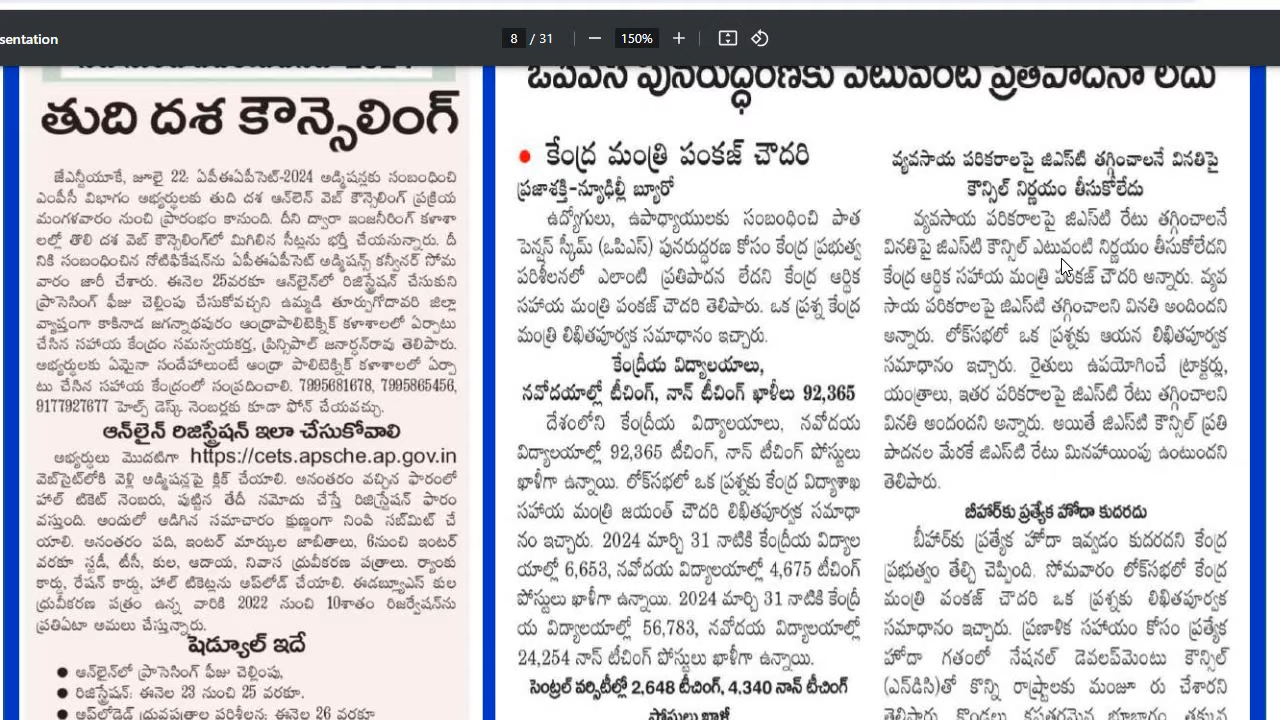 sentation
8 / 31
150%
తుది దశ కౌన్సెలింగ్
జేఎన్టీయూకే, జూలై 22: ఏపీఈఏపీసెట్-2024 అడ్మిషన్లకు సంబంధించి
ఎంపీసీ విభాగం అభ్యర్థులకు తుది దశ ఆన్‌లైన్ వెబ్ కౌన్సెలింగ్ ప్రక్రియ
మంగళవారం నుంచి ప్రారంభం కానుంది. దీని ద్వారా ఇంజనీరింగ్ కళాశా
లల్లో తొలి దశ వెబ్ కౌన్సెలింగ్‌లో మిగిలిన సీట్లను భర్తీ చేయనున్నారు. దీ
నికి సంబంధించిన నోటిఫికేషన్‌ను ఏపీఈఏపీసెట్ అడ్మిషన్స్ కన్వీనర్ సోమ
వారం జారీ చేశారు. ఈనెల 25వరకూ ఆన్‌లైన్‌లో రిజిస్ట్రేషన్ చేసుకుని
ప్రాసెసింగ్ ఫీజు చెల్లింపు చేసుకోవచ్చని ఉమ్మడి తూర్పుగోదావరి జిల్లా
వ్యాప్తంగా కాకినాడ జగన్నాథపురం ఆంధ్రాపాలిటెక్నిక్ కళాశాలలో ఏర్పాటు
చేసిన సహాయ కేంద్రం సమన్వయకర్త, ప్రిన్సిపాల్ జనార్ధన్‌రావు తెలిపారు.
అభ్యర్థులకు ఏమైనా సందేహాలుంటే ఆంధ్రా పాలిటెక్నిక్ కళాశాలలో ఏర్పా
టు చేసిన సహాయ కేంద్రంలో సంప్రదించాలి. 7995681678, 7995865456,
9177927677 హెల్ప్ డెస్క్ నెంబర్లకు కూడా ఫోన్ చేయవచ్చు.
ఆన్‌లైన్ రిజిస్ట్రేషన్ ఇలా చేసుకోవాలి
అభ్యర్థులు మొదటిగా https://cets.apsche.ap.gov.in
వెబ్‌సైట్‌లోకి వెళ్లి అడ్మిషన్లపై క్లిక్ చేయాలి. అనంతరం వచ్చిన ఫారంలో
హాల్ టికెట్ నెంబరు, పుట్టిన తేదీ నమోదు చేస్తే రిజిస్ట్రేషన్ ఫారం
వస్తుంది. అందులో అడిగిన సమాచారం క్షుణ్ణంగా నింపి సబ్‌మిట్ చే
యాలి. అనంతరం పది, ఇంటర్ మార్కుల జాబితాలు, 6నుంచి ఇంటర్
వరకూ స్టడీ, టీసీ, కుల, ఆదాయ, నివాస ధ్రువీకరణ పత్రాలు. ర్యాంకు
కార్డు, రేషన్ కార్డు, హాల్ టికెట్లను అప్‌లోడ్ చేయాలి. ఈడబ్ల్యూఎస్ కుల
ధ్రువీకరణ పత్రం ఉన్న వారికి 2022 నుంచి 10శాతం రిజర్వేషన్‌ను
ప్రతిఏటా అమలు చేస్తున్నారు.
షెడ్యూల్ ఇదే
● ఆన్‌లైన్‌లో ప్రాసెసింగ్ ఫీజు చెల్లింపు,
● రిజిస్ట్రేషన్: ఈనెల 23 నుంచి 25 వరకూ.
● అప్‌లోడెడ్ ధ్రువపత్రాల పరిశీలన: ఈనెల 26 వరకూ
ఓపిఎస్ పునరుద్ధరణకు ఎటువంటి ప్రతిపాదనా లేదు
● కేంద్ర మంత్రి పంకజ్ చౌదరి
ప్రజాశక్తి-న్యూఢిల్లీ బ్యూరో
ఉద్యోగులు, ఉపాధ్యాయులకు సంబంధించి పాత
పెన్షన్ స్కీమ్ (ఒపిఎస్) పునరుద్ధరణ కోసం కేంద్ర ప్రభుత్వ
పరిశీలనలో ఎలాంటి ప్రతిపాదన లేదని కేంద్ర ఆర్థిక
సహాయ మంత్రి పంకజ్ చౌదరి తెలిపారు. ఒక ప్రశ్న కేంద్ర
మంత్రి లిఖితపూర్వక సమాధానం ఇచ్చారు.
కేంద్రీయ విద్యాలయాలు,
నవోదయాల్లో టీచింగ్, నాన్ టీచింగ్ ఖాళీలు 92,365
దేశంలోని కేంద్రీయ విద్యాలయాలు, నవోదయ
విద్యాలయాల్లో 92,365 టీచింగ్, నాన్ టీచింగ్ పోస్టులు
ఖాళీగా ఉన్నాయి. లోక్‌సభలో ఒక ప్రశ్నకు కేంద్ర విద్యాశాఖ
సహాయ మంత్రి జయంత్ చౌదరి లిఖితపూర్వక సమాధా
నం ఇచ్చారు. 2024 మార్చి 31 నాటికి కేంద్రీయ విద్యాల
యాల్లో 6,653, నవోదయ విద్యాలయాల్లో 4,675 టీచింగ్
పోస్టులు ఖాళీగా ఉన్నాయి. 2024 మార్చి 31 నాటికి కేంద్రీ
య విద్యాలయాల్లో 56,783, నవోదయ విద్యాలయాల్లో
24,254 నాన్ టీచింగ్ పోస్టులు ఖాళీగా ఉన్నాయి.
సెంట్రల్ వర్సిటీల్లో 2,648 టీచింగ్, 4,340 నాన్ టీచింగ్
పోస్టులు ఖాళీ
వ్యవసాయ పరికరాలపై జిఎస్‌టి తగ్గించాలనే వినతిపై
కౌన్సిల్ నిర్ణయం తీసుకోలేదు
వ్యవసాయ పరికరాలపై జిఎస్‌టి రేటు తగ్గించాలనే
వినతిపై జిఎస్‌టి కౌన్సిల్ ఎటువంటి నిర్ణయం తీసుకోలేదని
కేంద్ర ఆర్థిక సహాయ మంత్రి పంకజ్ చౌదరి అన్నారు. వ్యవ
సాయ పరికరాలపై జిఎస్‌టి తగ్గించాలని వినతి అందిందని
అన్నారు. లోక్‌సభలో ఒక ప్రశ్నకు ఆయన లిఖితపూర్వక
సమాధానం ఇచ్చారు. రైతులు ఉపయోగించే ట్రాక్టర్లు,
యంత్రాలు, ఇతర పరికరాలపై జిఎస్‌టి రేటు తగ్గించాలని
వినతి అందందని అన్నారు. అయితే జిఎస్‌టి కౌన్సిల్ ప్రతి
పాదనల మేరకే జిఎస్‌టి రేటు మినహాయింపు ఉంటుందని
తెలిపారు.
బీహార్‌కు ప్రత్యేక హోదా కుదరదు
బీహార్‌కు ప్రత్యేక హోదా ఇవ్వడం కుదరదని కేంద్ర
ప్రభుత్వం తేల్చి చెప్పింది. సోమవారం లోక్‌సభలో కేంద్ర
మంత్రి పంకజ్ చౌదరి ఒక ప్రశ్నకు లిఖితపూర్వక
సమాధానం ఇచ్చారు. ప్రణాళిక సహాయం కోసం ప్రత్యేక
హోదా గతంలో నేషనల్ డెవలప్‌మెంటు కౌన్సిల్
(ఎన్‌డిసి)తో కొన్ని రాష్ట్రాలకు మంజూ రు చేశారని
తెలిపారు. కొండలు, కష్టతరమైన భూభాగం, తక్కువ